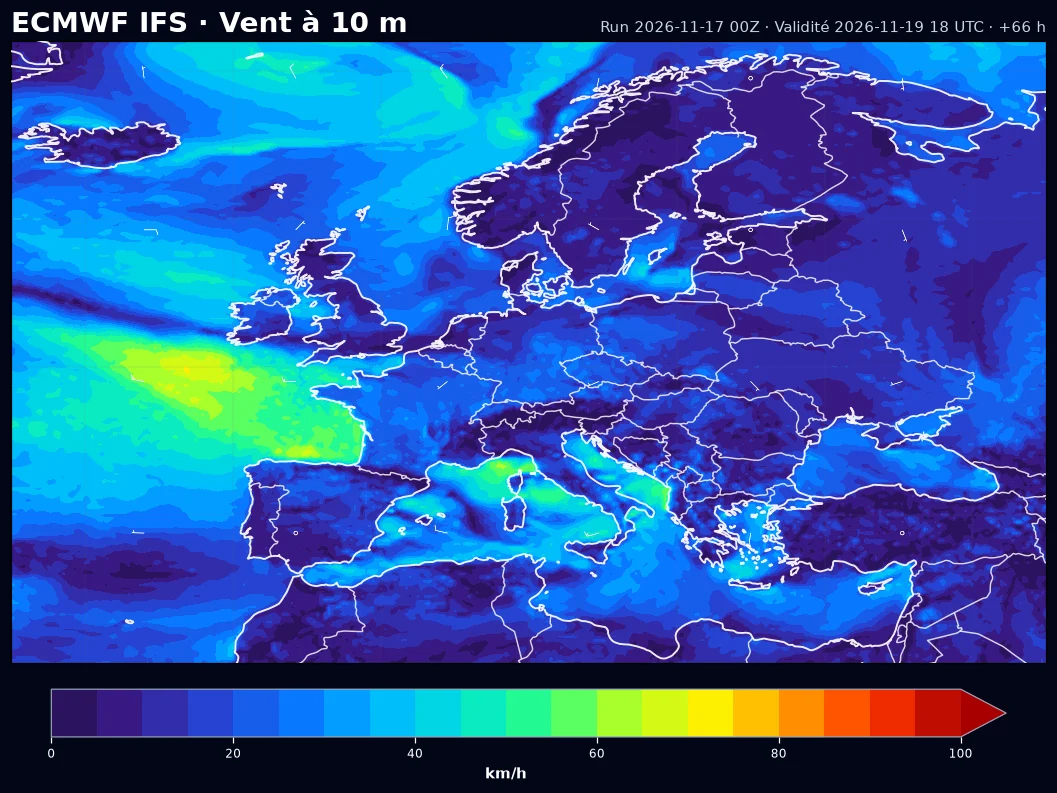 ECMWF IFS · Vent à 10 m
Run 2026-11-17 00Z · Validité 2026-11-19 18 UTC · +66 h
0 20 40 60 80 100
km/h